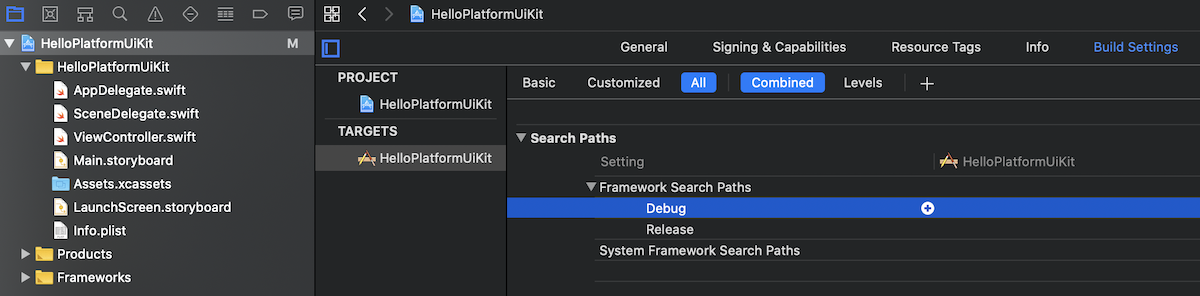 HelloPlatformUiKit
HelloPlatformUiKit M
HelloPlatformUiKit
AppDelegate.swift
SceneDelegate.swift
ViewController.swift
Main.storyboard
Assets.xcassets
LaunchScreen.storyboard
Info.plist
Products
Frameworks
General Signing & Capabilities Resource Tags Info Build Settings
PROJECT
HelloPlatformUiKit
TARGETS
HelloPlatformUiKit
Basic Customized All Combined Levels +
Search Paths
Setting HelloPlatformUiKit
Framework Search Paths
Debug
Release
System Framework Search Paths